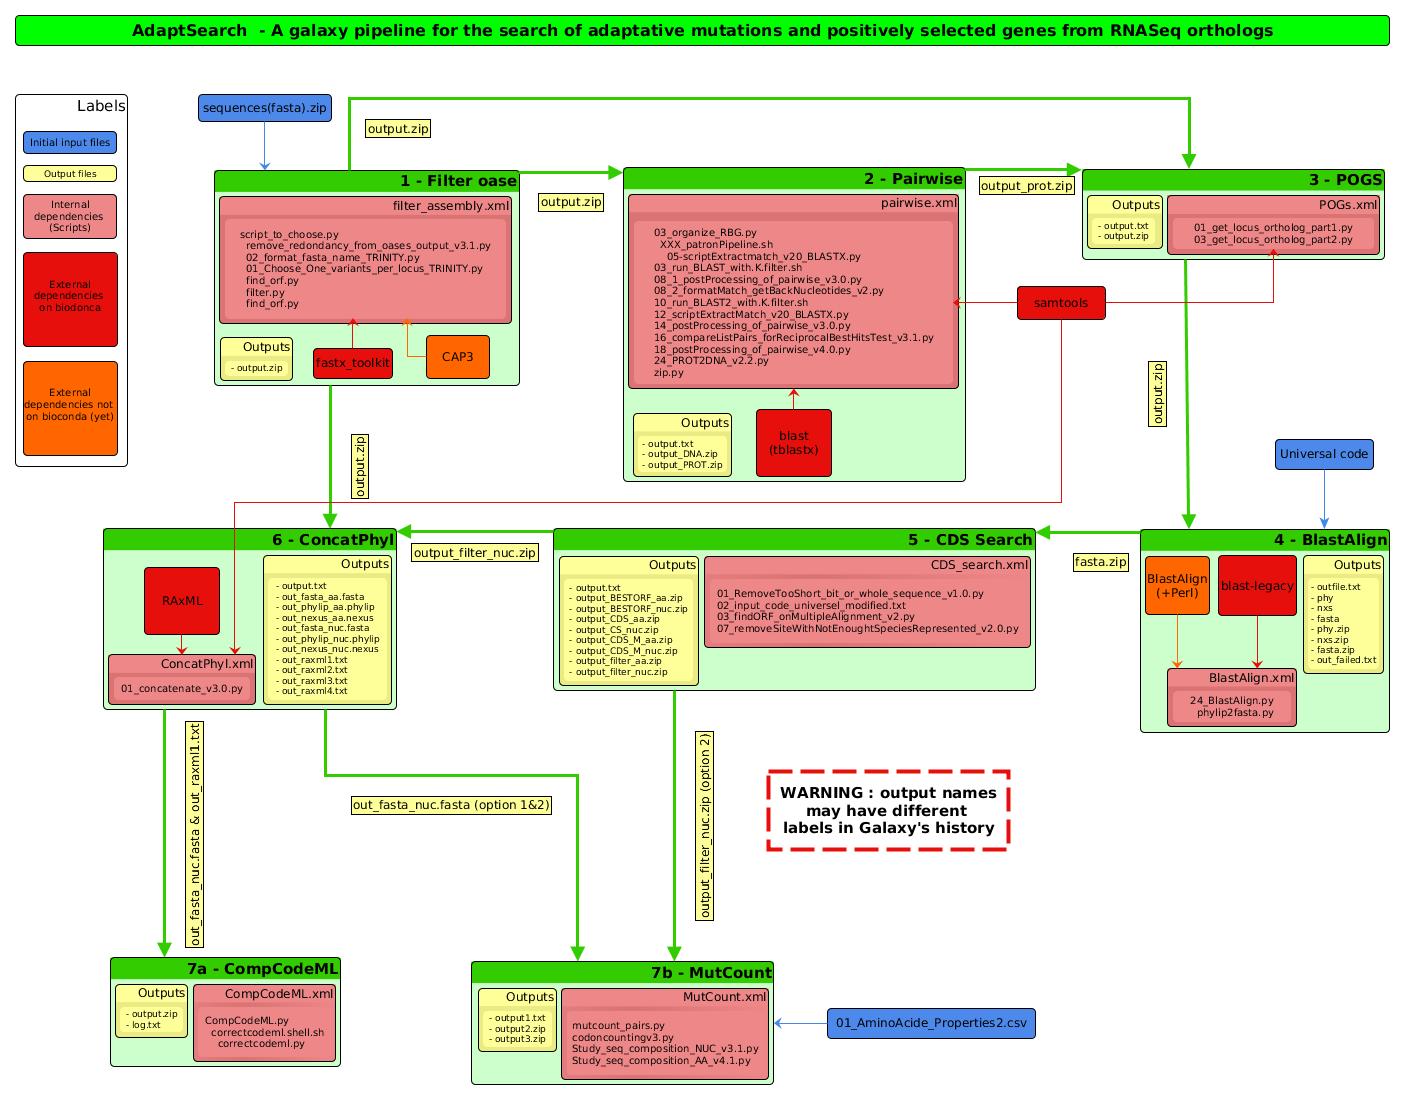 AdaptSearch - A galaxy pipeline for the search of adaptative mutations and positively selected genes from RNASeq orthologs
Labels
Initial input files
Output files
Internal
dependencies
(Scripts)
External
dependencies
on biodonca
External
dependencies not
on bioconda (yet)
sequences(fasta).zip
output.zip
1 - Filter oase
filter_assembly.xml
script_to_choose.py
remove_redondancy_from_oases_output_v3.1.py
02_format_fasta_name_TRINITY.py
01_Choose_One_variants_per_locus_TRINITY.py
find_orf.py
filter.py
find_orf.py
Outputs
- output.zip
fastx_toolkit
CAP3
output.zip
2 - Pairwise
pairwise.xml
03_organize_RBG.py
XXX_patronPipeline.sh
05-scriptExtractmatch_v20_BLASTX.py
03_run_BLAST_with.K.filter.sh
08_1_postProcessing_of_pairwise_v3.0.py
08_2_formatMatch_getBackNucleotides_v2.py
10_run_BLAST2_with.K.filter.sh
12_scriptExtractMatch_v20_BLASTX.py
14_postProcessing_of_pairwise_v3.0.py
16_compareListPairs_forReciprocalBestHitsTest_v3.1.py
18_postProcessing_of_pairwise_v4.0.py
24_PROT2DNA_v2.2.py
zip.py
Outputs
- output.txt
- output_DNA.zip
- output_PROT.zip
blast
(tblastx)
output_prot.zip
3 - POGS
Outputs
- output.txt
- output.zip
POGs.xml
01_get_locus_ortholog_part1.py
03_get_locus_ortholog_part2.py
samtools
output.zip
output.zip
Universal code
6 - ConcatPhyl
RAxML
ConcatPhyl.xml
01_concatenate_v3.0.py
Outputs
- output.txt
- out_fasta_aa.fasta
- out_phylip_aa.phylip
- out_nexus_aa.nexus
- out_fasta_nuc.fasta
- out_phylip_nuc.phylip
- out_nexus_nuc.nexus
- out_raxml1.txt
- out_raxml2.txt
- out_raxml3.txt
- out_raxml4.txt
output_filter_nuc.zip
5 - CDS Search
Outputs
- output.txt
- output_BESTORF_aa.zip
- output_BESTORF_nuc.zip
- output_CDS_aa.zip
- output_CS_nuc.zip
- output_CDS_M_aa.zip
- output_CDS_M_nuc.zip
- output_filter_aa.zip
- output_filter_nuc.zip
CDS_search.xml
01_RemoveTooShort_bit_or_whole_sequence_v1.0.py
02_input_code_universel_modified.txt
03_findORF_onMultipleAlignment_v2.py
07_removeSiteWithNotEnoughtSpeciesRepresented_v2.0.py
fasta.zip
4 - BlastAlign
BlastAlign
(+Perl)
blast-legacy
Outputs
- outfile.txt
- phy
- nxs
- fasta
- phy.zip
- nxs.zip
- fasta.zip
- out_failed.txt
BlastAlign.xml
24_BlastAlign.py
phylip2fasta.py
out_fasta_nuc.fasta & out_raxml1.txt
out_fasta_nuc.fasta (option 1&2)
output_filter_nuc.zip (option 2)
WARNING : output names
may have different
labels in Galaxy's history
7a - CompCodeML
Outputs
- output.zip
- log.txt
CompCodeML.xml
CompCodeML.py
correctcodeml.shell.sh
correctcodeml.py
7b - MutCount
Outputs
- output1.txt
- output2.zip
- output3.zip
MutCount.xml
mutcount_pairs.py
codoncountingv3.py
Study_seq_composition_NUC_v3.1.py
Study_seq_composition_AA_v4.1.py
01_AminoAcide_Properties2.csv